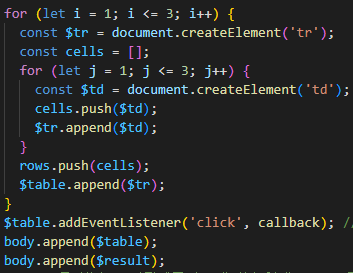 for (let i = 1; i <= 3; i++) {
const $tr = document.createElement('tr');
const cells = [];
for (let j = 1; j <= 3; j++) {
const $td = document.createElement('td');
cells.push($td);
$tr.append($td);
}
rows.push(cells);
$table.append($tr);
}
$table.addEventListener('click', callback); //
body.append($table);
body.append($result);